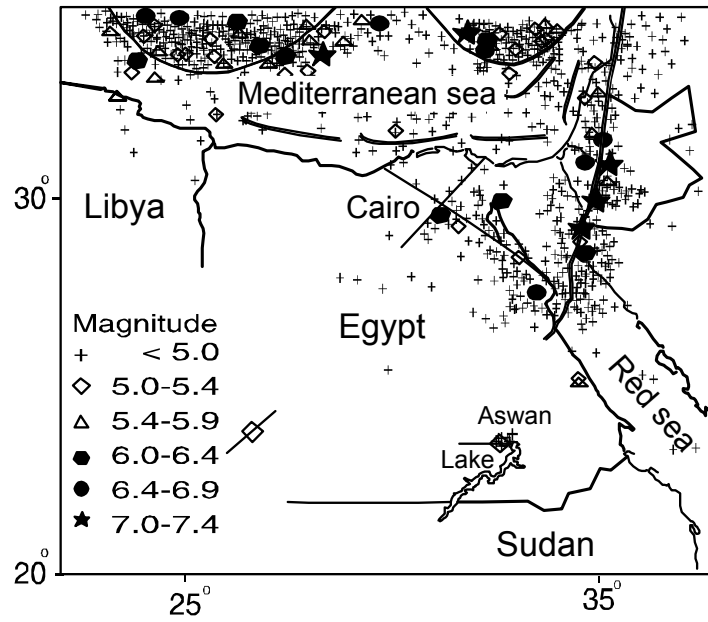 Mediterranean sea
30°
Libya
Cairo
Magnitude
< 5.0
5.0-5.4
5.4-5.9
6.0-6.4
6.4-6.9
7.0-7.4
Egypt
Red sea
Aswan
Lake
Sudan
20°
25°
35°